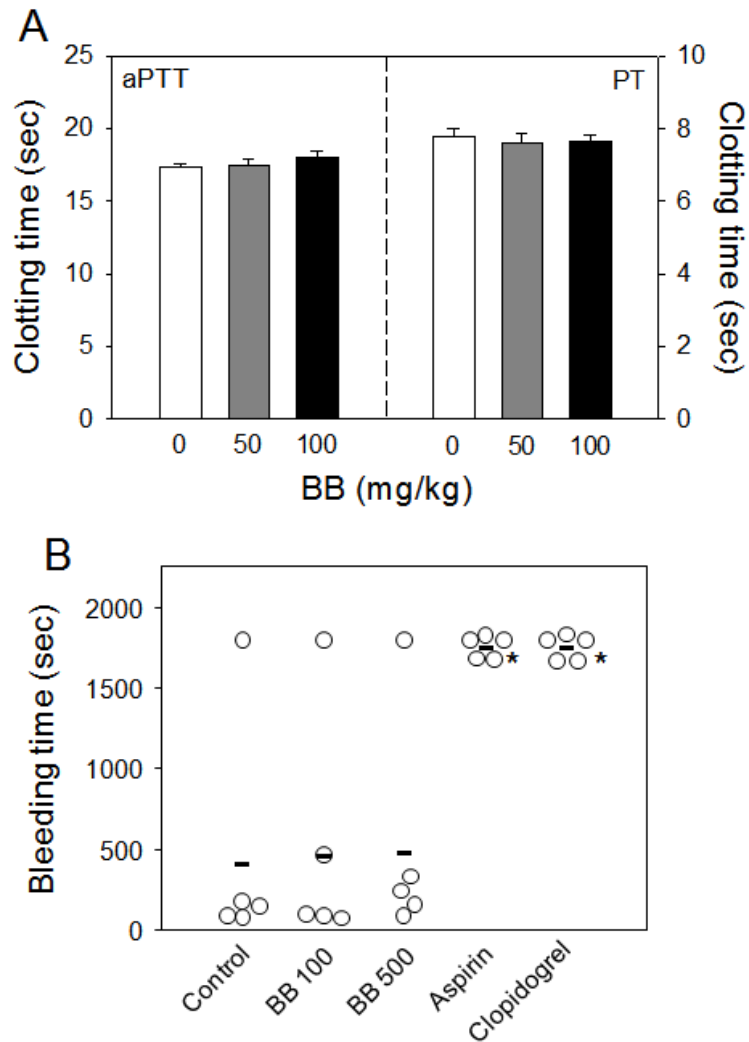 A
aPTT
PT
25
20
15
10
5
0
Clotting time (sec)
10
8
6
4
2
0
Clotting time (sec)
0 50 100 0 50 100
BB (mg/kg)
B
2000
1500
1000
500
0
Bleeding time (sec)
* *
Control BB 100 BB 500 Aspirin Clopidogrel